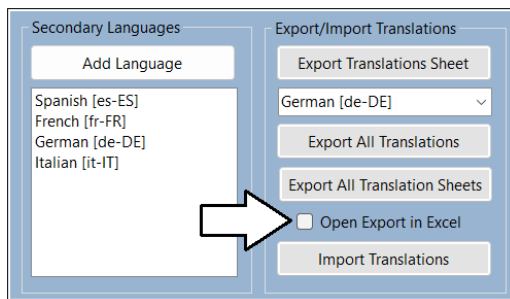 Secondary Languages
Add Language
Spanish [es-ES]
French [fr-FR]
German [de-DE]
Italian [it-IT]
Export/Import Translations
Export Translations Sheet
German [de-DE]
Export All Translations
Export All Translation Sheets
Open Export in Excel
Import Translations